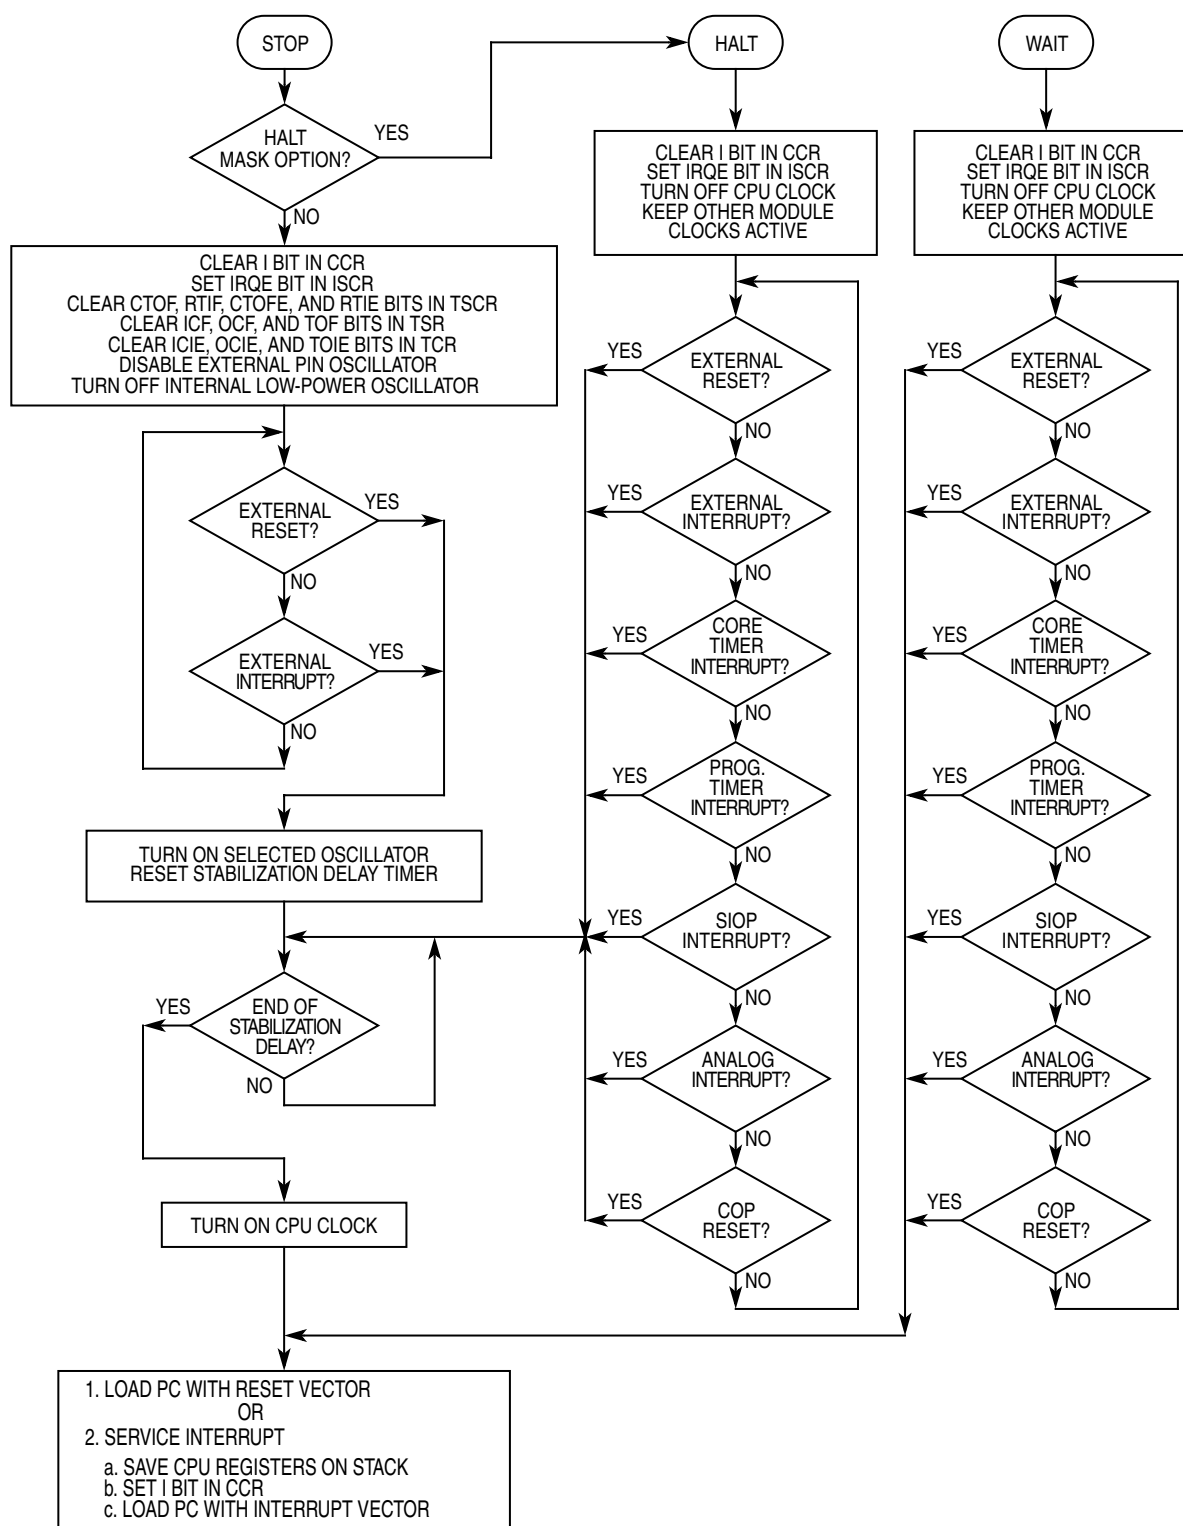 STOP
HALT
MASK OPTION?
YES
NO
CLEAR I BIT IN CCR
SET IRQE BIT IN ISCR
CLEAR CTOF, RTIF, CTOFE, AND RTIE BITS IN TSCR
CLEAR ICF, OCF, AND TOF BITS IN TSR
CLEAR ICIE, OCIE, AND TOIE BITS IN TCR
DISABLE EXTERNAL PIN OSCILLATOR
TURN OFF INTERNAL LOW-POWER OSCILLATOR
EXTERNAL
RESET?
YES
NO
EXTERNAL
INTERRUPT?
YES
NO
TURN ON SELECTED OSCILLATOR
RESET STABILIZATION DELAY TIMER
YES
END OF
STABILIZATION
DELAY?
NO
TURN ON CPU CLOCK
1. LOAD PC WITH RESET VECTOR
OR
2. SERVICE INTERRUPT
a. SAVE CPU REGISTERS ON STACK
b. SET I BIT IN CCR
c. LOAD PC WITH INTERRUPT VECTOR
HALT
CLEAR I BIT IN CCR
SET IRQE BIT IN ISCR
TURN OFF CPU CLOCK
KEEP OTHER MODULE
CLOCKS ACTIVE
YES
EXTERNAL
RESET?
NO
YES
EXTERNAL
INTERRUPT?
NO
YES
CORE
TIMER
INTERRUPT?
NO
YES
PROG.
TIMER
INTERRUPT?
NO
YES
SIOP
INTERRUPT?
NO
YES
ANALOG
INTERRUPT?
NO
YES
COP
RESET?
NO
WAIT
CLEAR I BIT IN CCR
SET IRQE BIT IN ISCR
TURN OFF CPU CLOCK
KEEP OTHER MODULE
CLOCKS ACTIVE
YES
EXTERNAL
RESET?
NO
YES
EXTERNAL
INTERRUPT?
NO
YES
CORE
TIMER
INTERRUPT?
NO
YES
PROG.
TIMER
INTERRUPT?
NO
YES
SIOP
INTERRUPT?
NO
YES
ANALOG
INTERRUPT?
NO
YES
COP
RESET?
NO